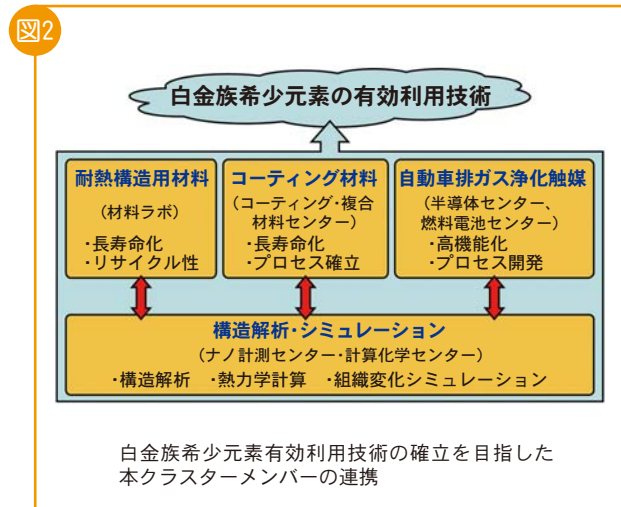 図2
白金族希少元素の有効利用技術
耐熱構造用材料
(材料ラボ)
・長寿命化
・リサイクル性
コーティング材料
(コーティング・複合
材料センター)
・長寿命化
・プロセス確立
自動車排ガス浄化触媒
(半導体センター、
燃料電池センター)
・高機能化
・プロセス開発
構造解析・シミュレーション
(ナノ計測センター・計算化学センター)
・構造解析 ・熱力学計算 ・組織変化シミュレーション
白金族希少元素有効利用技術の確立を目指した
本クラスターメンバーの連携